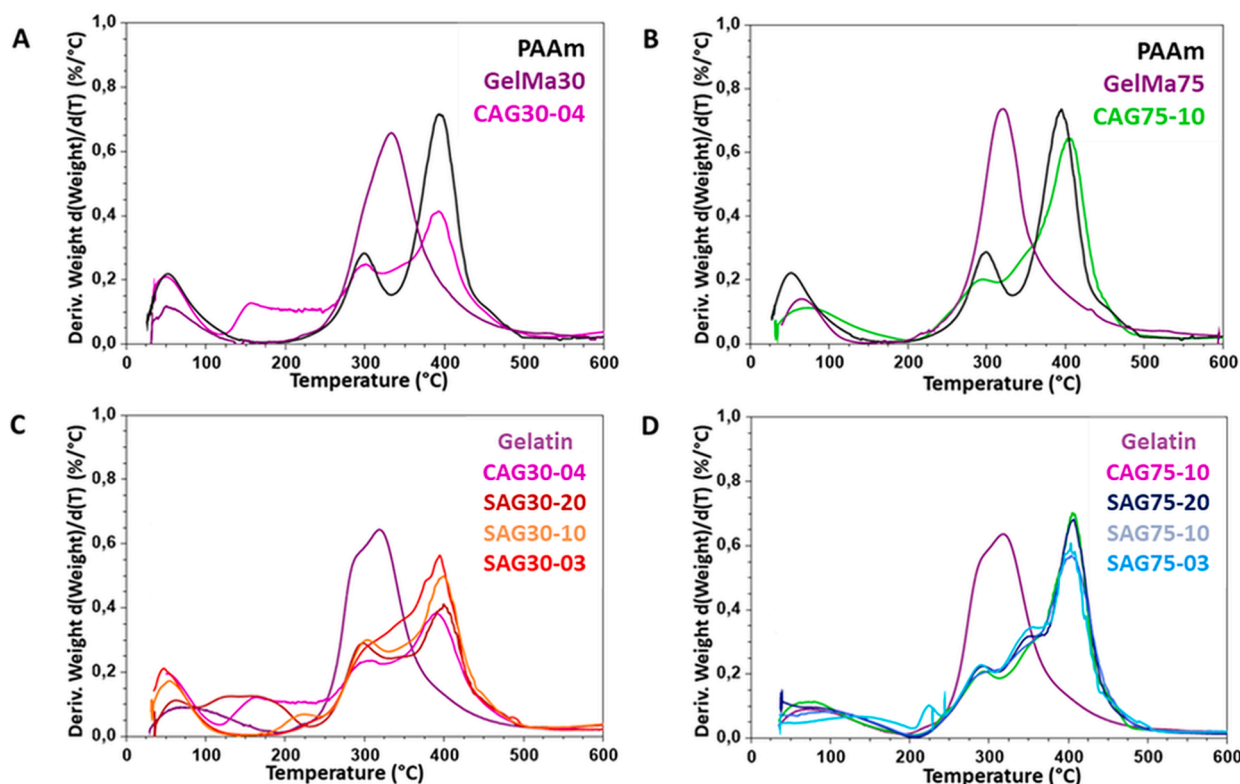 A
1,0
0,8
0,6
0,4
0,2
0,0
Deriv. Weight d(Weight)/d(T) (%/°C)
PAAm
GelMa30
CAG30-04
0 100 200 300 400 500 600
Temperature (°C)
B
1,0
0,8
0,6
0,4
0,2
0,0
Deriv. Weight d(Weight)/d(T) (%/°C)
PAAm
GelMa75
CAG75-10
0 100 200 300 400 500 600
Temperature (°C)
C
1,0
0,8
0,6
0,4
0,2
0,0
Deriv. Weight d(Weight)/d(T) (%/°C)
Gelatin
CAG30-04
SAG30-20
SAG30-10
SAG30-03
0 100 200 300 400 500 600
Temperature (°C)
D
1,0
0,8
0,6
0,4
0,2
0,0
Deriv. Weight d(Weight)/d(T) (%/°C)
Gelatin
CAG75-10
SAG75-20
SAG75-10
SAG75-03
0 100 200 300 400 500 600
Temperature (°C)